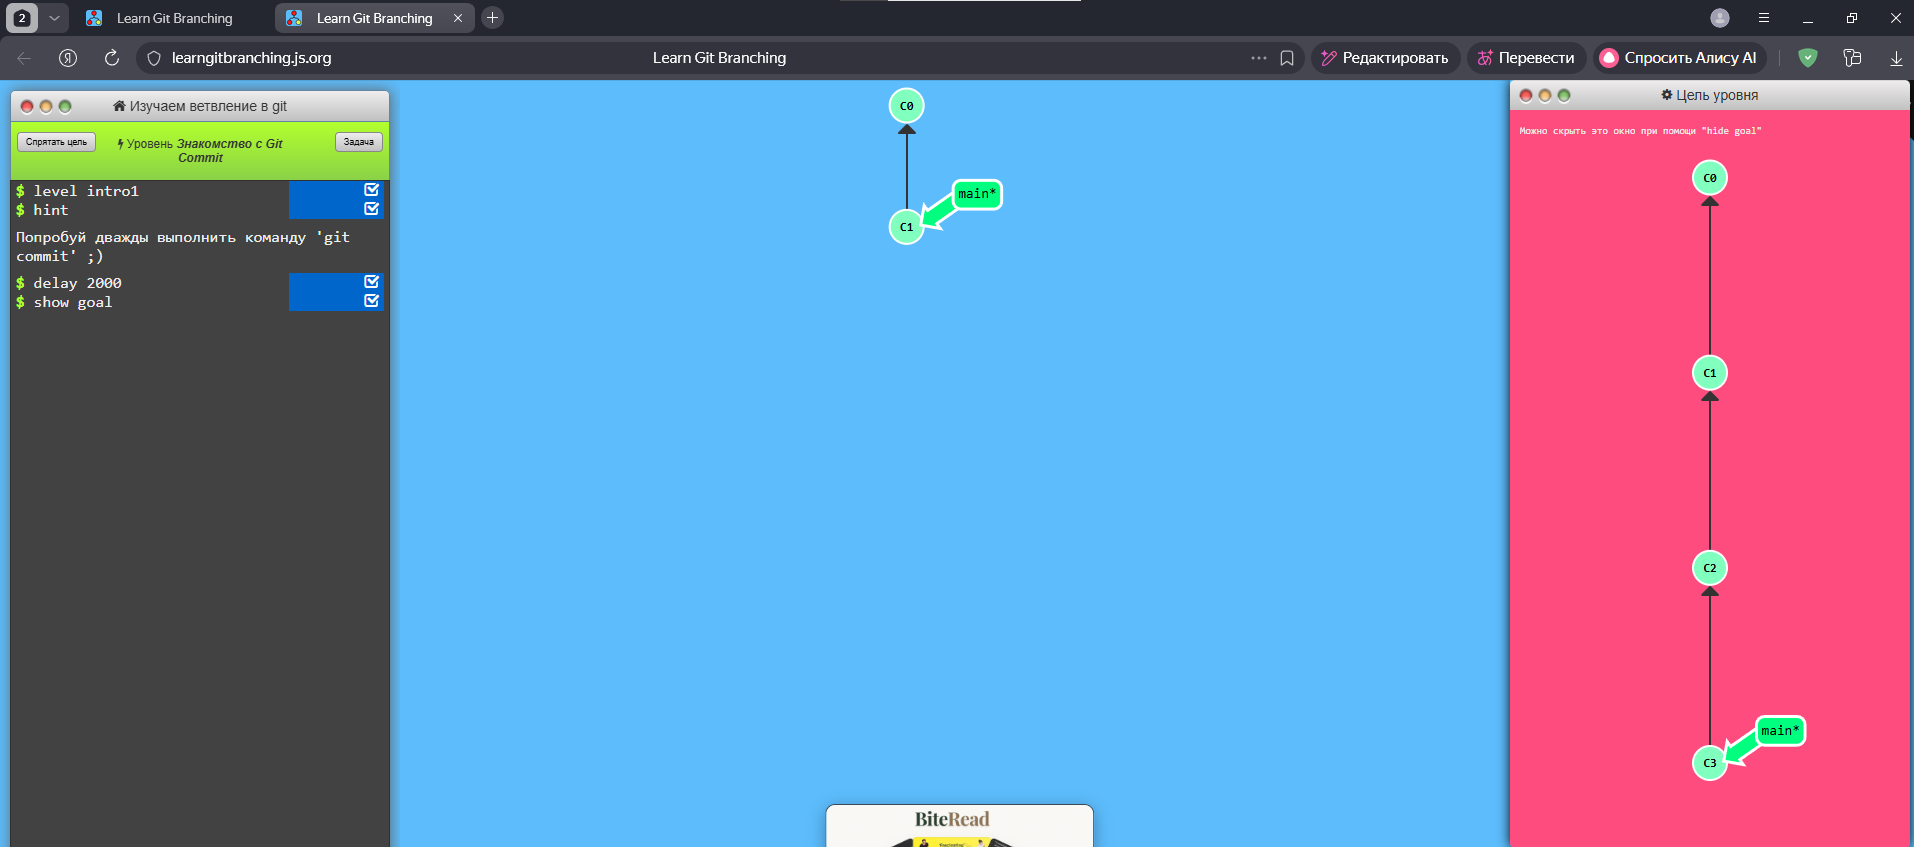 2
Learn Git Branching
Learn Git Branching
learngitbranching.js.org
Learn Git Branching
Редактировать
Перевести
Спросить Алису AI
Изучаем ветвление в git
Спрятать цель
Уровень Знакомство с Git
Commit
Задача
$ level intro1
$ hint
Попробуй дважды выполнить команду 'git
commit' ;)
$ delay 2000
$ show goal
C0
main*
C1
BiteRead
Цель уровня
Можно скрыть это окно при помощи "hide goal"
C0
C1
C2
main*
C3